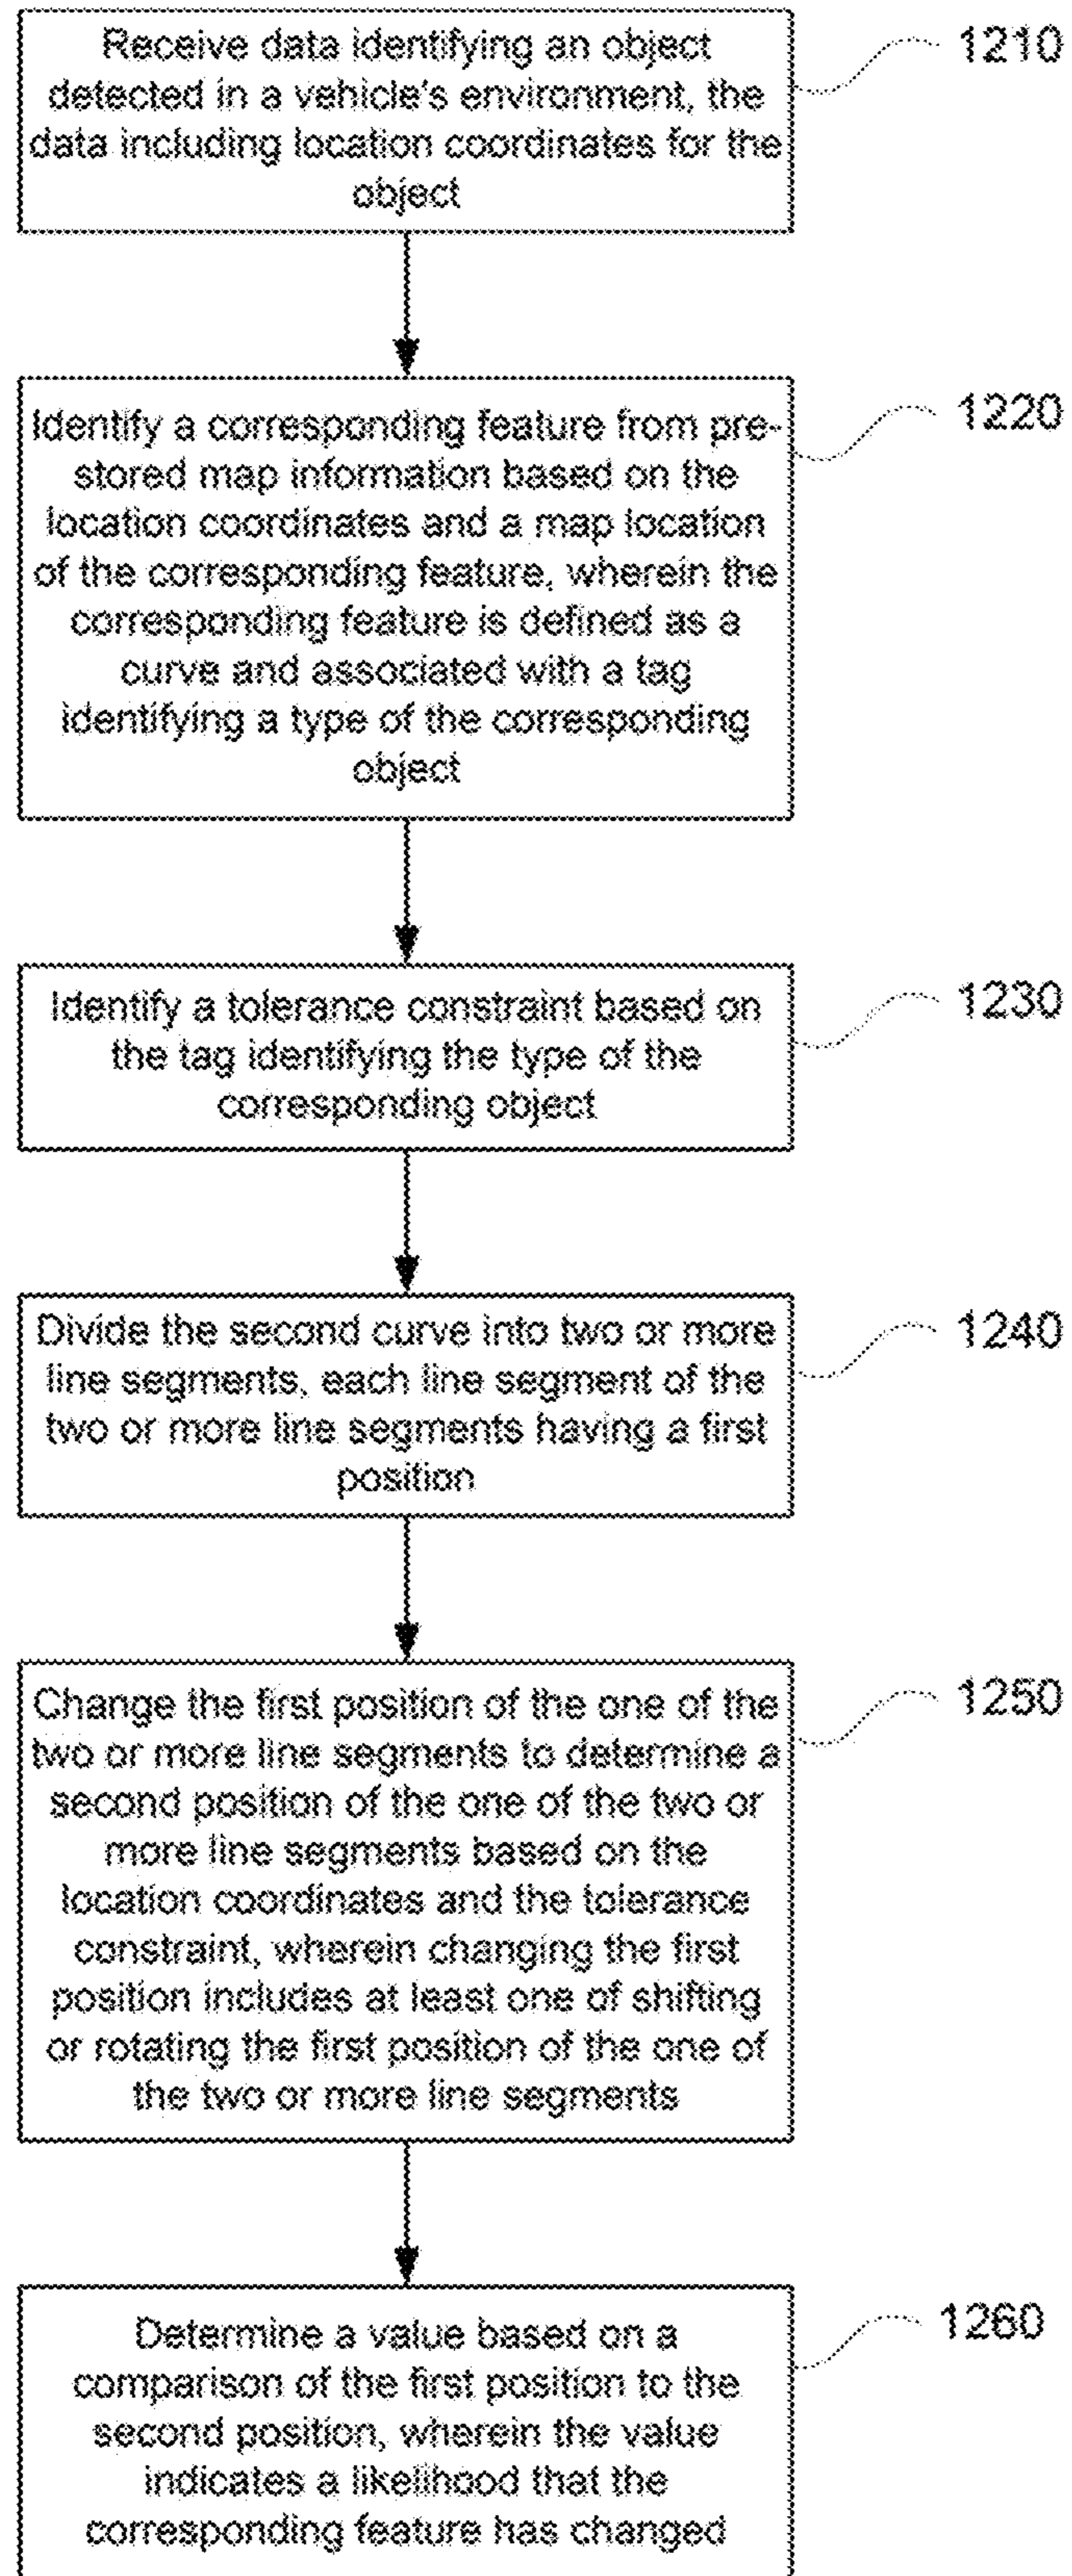 Receive data identifying an object
detected in a vehicle's environment, the
data including location coordinates for the
object
1210
Identify a corresponding feature from pre-
stored map information based on the
location coordinates and a map location
of the corresponding feature, wherein the
corresponding feature is defined as a
curve and associated with a tag
identifying a type of the corresponding
object
1220
Identify a tolerance constraint based on
the tag identifying the type of the
corresponding object
1230
Divide the second curve into two or more
line segments, each line segment of the
two or more line segments having a first
position
1240
Change the first position of the one of the
two or more line segments to determine a
second position of the one of the two or
more line segments based on the
location coordinates and the tolerance
constraint, wherein changing the first
position includes at least one of shifting
or rotating the first position of the one of
the two or more line segments
1250
Determine a value based on a
comparison of the first position to the
second position, wherein the value
indicates a likelihood that the
corresponding feature has changed
1260